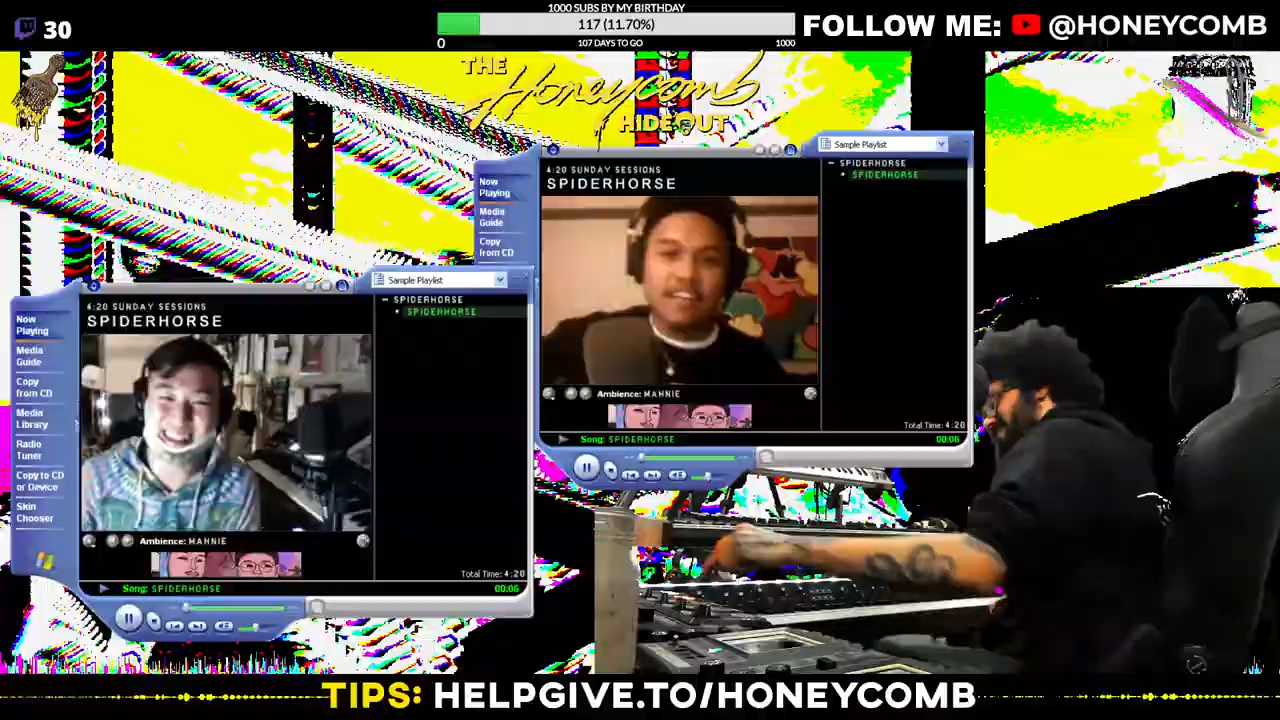 30
1000 SUBS BY MY BIRTHDAY
117 (11.70%)
0
107 DAYS TO GO
1000
FOLLOW ME: @HONEYCOMB
THE
Honeycomb
HIDEOUT
Sample Playlist
4:20 SUNDAY SESSIONS
SPIDERHORSE
SPIDERHORSE
SPIDERHORSE
Now
Playing
Media
Guide
Copy
from CD
Ambience: MAHNIE
Total Time: 4:20
Song: SPIDERHORSE
00:06
Sample Playlist
4:20 SUNDAY SESSIONS
SPIDERHORSE
SPIDERHORSE
SPIDERHORSE
Now
Playing
Media
Guide
Copy
from CD
Media
Library
Radio
Tuner
Copy to CD
or Device
Skin
Chooser
Ambience: MAHNIE
Total Time: 4:20
Song: SPIDERHORSE
00:06
TIPS: HELPGIVE.TO/HONEYCOMB